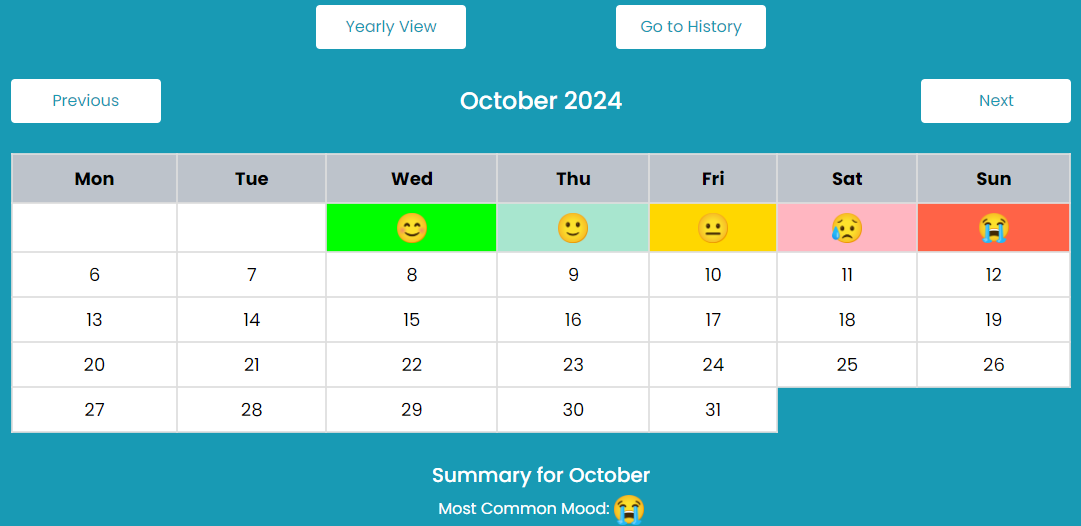 Yearly View Go to History
Previous October 2024 Next
Mon Tue Wed Thu Fri Sat Sun
6 7 8 9 10 11 12
13 14 15 16 17 18 19
20 21 22 23 24 25 26
27 28 29 30 31
Summary for October
Most Common Mood: 😭